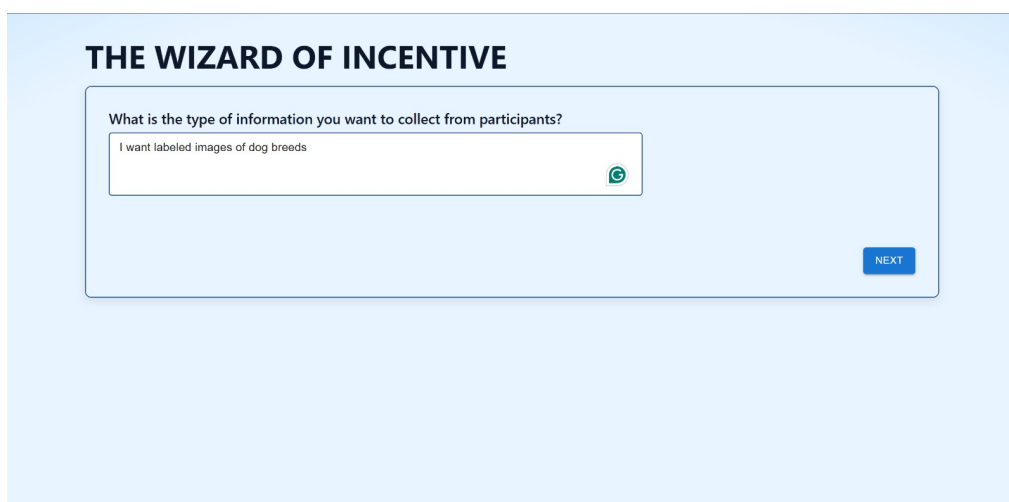 THE WIZARD OF INCENTIVE
What is the type of information you want to collect from participants?
I want labeled images of dog breeds
G
NEXT